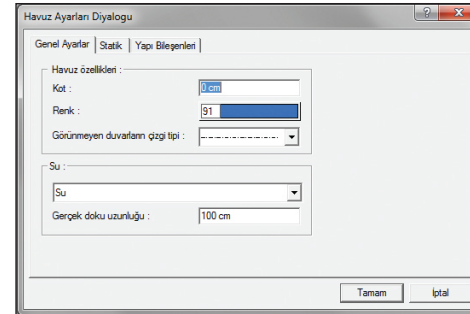 Havuz Ayarları Diyalogu
Genel Ayarlar Statik Yapı Bileşenleri
Havuz özellikleri :
Kot : 0 cm
Renk : 91
Görünmeyen duvarların çizgi tipi :
Su :
Su
Gerçek doku uzunluğu : 100 cm
Tamam İptal